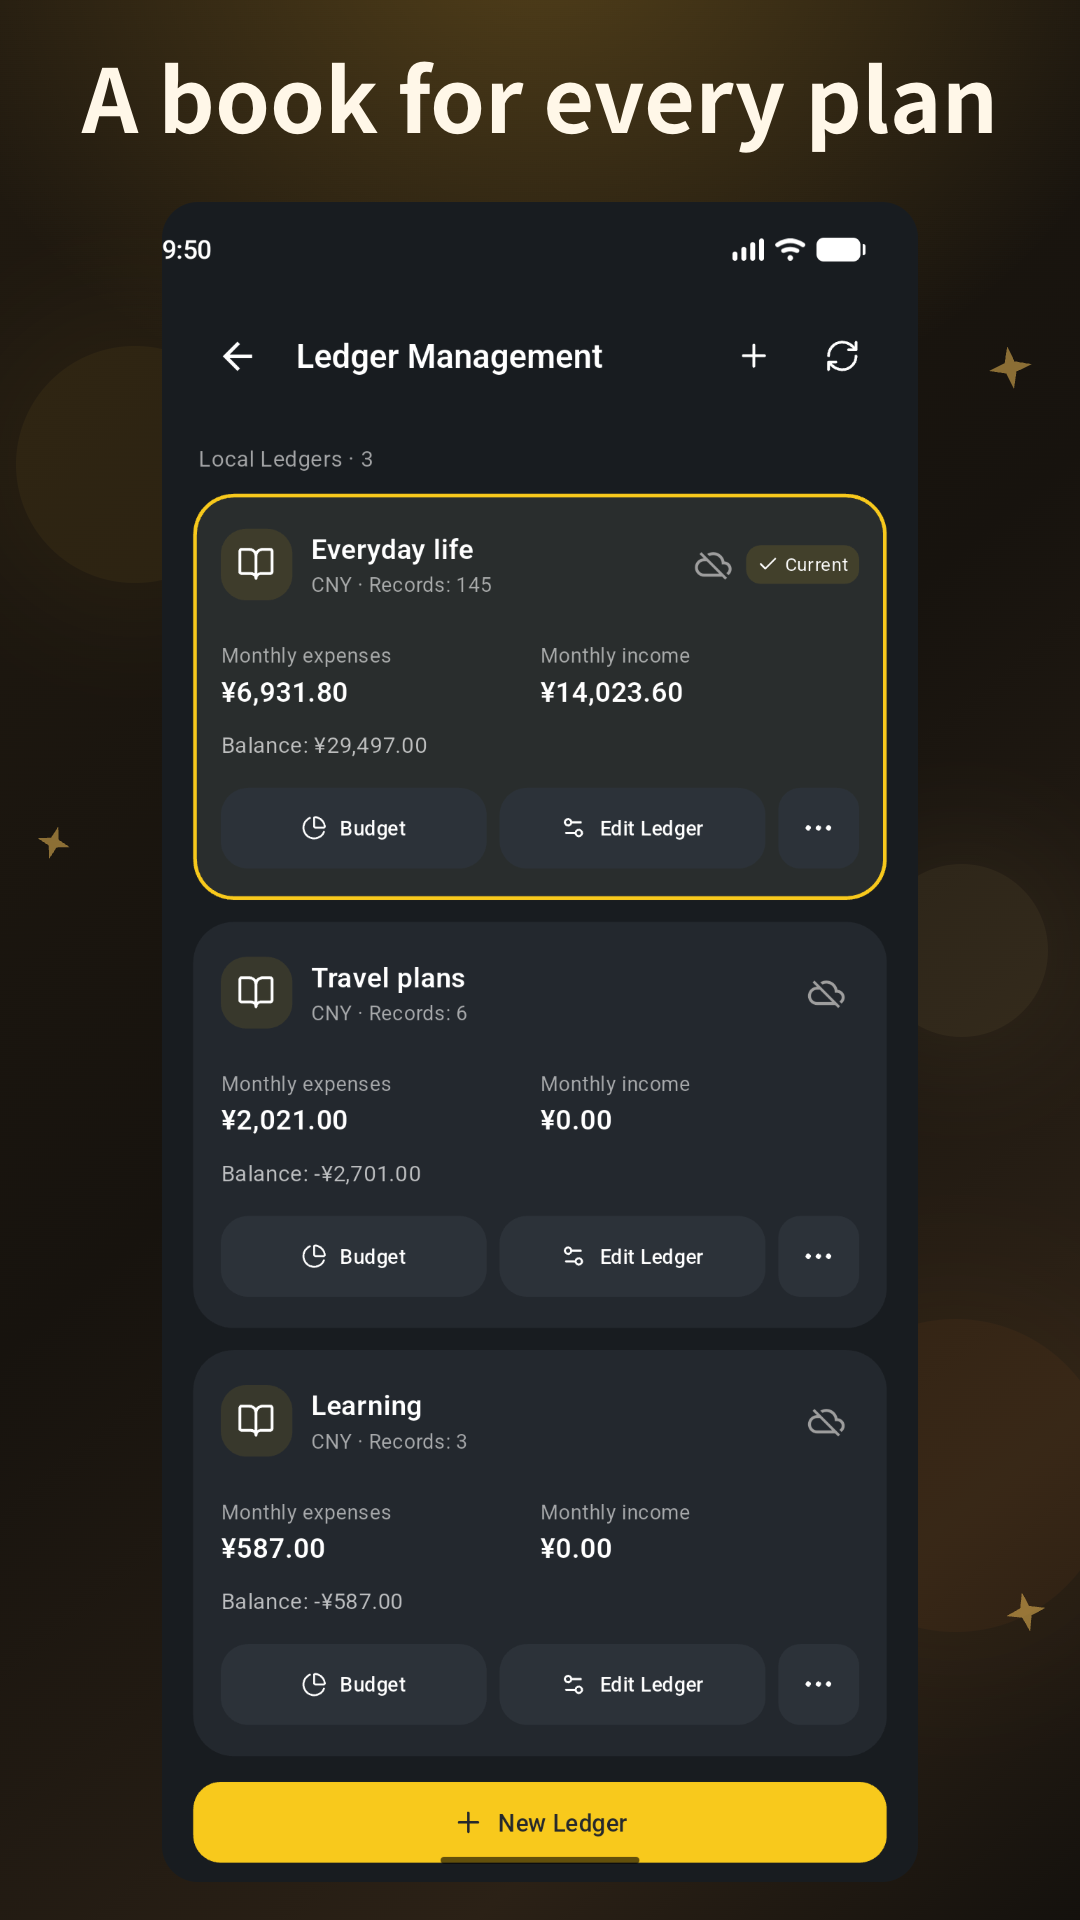 A book for every plan
9:50
Ledger Management
Local Ledgers · 3
Everyday life
CNY · Records: 145
Current
Monthly expenses
Monthly income
¥6,931.80
¥14,023.60
Balance: ¥29,497.00
Budget
Edit Ledger
Travel plans
CNY · Records: 6
Monthly expenses
Monthly income
¥2,021.00
¥0.00
Balance: -¥2,701.00
Budget
Edit Ledger
Learning
CNY · Records: 3
Monthly expenses
Monthly income
¥587.00
¥0.00
Balance: -¥587.00
Budget
Edit Ledger
New Ledger